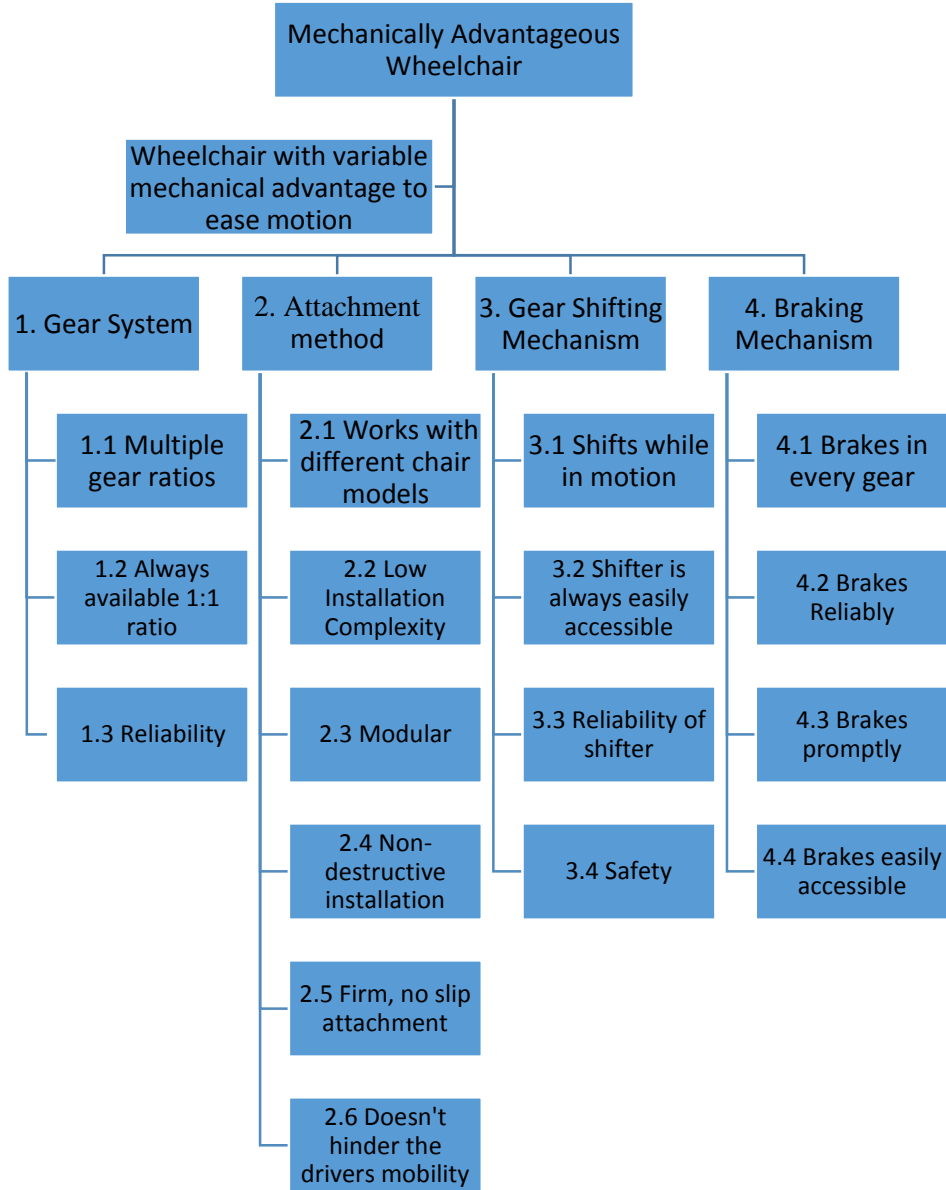 Mechanically Advantageous
Wheelchair
Wheelchair with variable
mechanical advantage to
ease motion
1. Gear System
2. Attachment
method
3. Gear Shifting
Mechanism
4. Braking
Mechanism
1.1 Multiple
gear ratios
1.2 Always
available 1:1
ratio
1.3 Reliability
2.1 Works with
different chair
models
2.2 Low
Installation
Complexity
2.3 Modular
2.4 Non-
destructive
installation
2.5 Firm, no slip
attachment
2.6 Doesn't
hinder the
drivers mobility
3.1 Shifts while
in motion
3.2 Shifter is
always easily
accessible
3.3 Reliability of
shifter
3.4 Safety
4.1 Brakes in
every gear
4.2 Brakes
Reliably
4.3 Brakes
promptly
4.4 Brakes easily
accessible